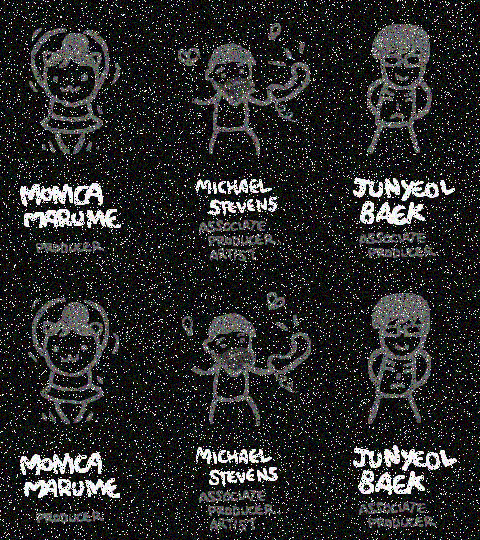 MONICA
MARUME
PRODUCER
MICHAEL
STEVENS
ASSOCIATE
PRODUCER
ARTIST
JUNYEOL
BAEK
ASSOCIATE
PRODUCER
MONICA
MARUME
PRODUCER
MICHAEL
STEVENS
ASSOCIATE
PRODUCER
ARTIST
JUNYEOL
BAEK
ASSOCIATE
PRODUCER